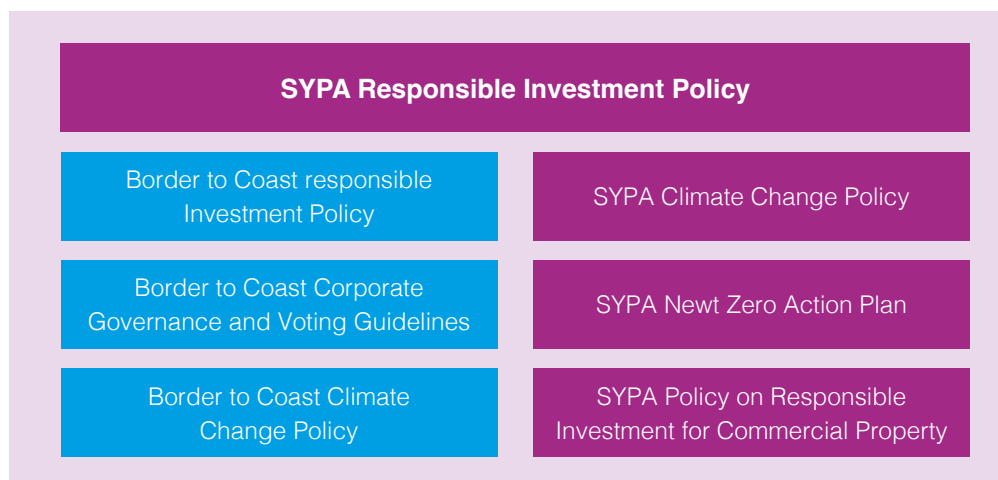 SYPA Responsible Investment Policy
Border to Coast responsible
Investment Policy
SYPA Climate Change Policy
Border to Coast Corporate
Governance and Voting Guidelines
SYPA Newt Zero Action Plan
Border to Coast Climate
Change Policy
SYPA Policy on Responsible
Investment for Commercial Property